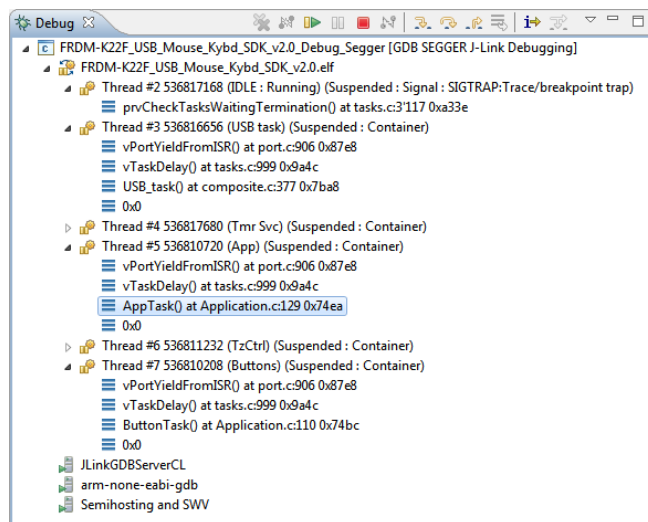 Debug
FRDM-K22F_USB_Mouse_Kybd_SDK_v2.0_Debug_Segger [GDB SEGGER J-Link Debugging]
FRDM-K22F_USB_Mouse_Kybd_SDK_v2.0.elf
Thread #2 536817168 (IDLE : Running) (Suspended : Signal : SIGTRAP:Trace/breakpoint trap)
prvCheckTasksWaitingTermination() at tasks.c:3'117 0xa33e
Thread #3 536816656 (USB task) (Suspended : Container)
vPortYieldFromISR() at port.c:906 0x87e8
vTaskDelay() at tasks.c:999 0x9a4c
USB_task() at composite.c:377 0x7ba8
0x0
Thread #4 536817680 (Tmr Svc) (Suspended : Container)
Thread #5 536810720 (App) (Suspended : Container)
vPortYieldFromISR() at port.c:906 0x87e8
vTaskDelay() at tasks.c:999 0x9a4c
AppTask() at Application.c:129 0x74ea
0x0
Thread #6 536811232 (TzCtrl) (Suspended : Container)
Thread #7 536810208 (Buttons) (Suspended : Container)
vPortYieldFromISR() at port.c:906 0x87e8
vTaskDelay() at tasks.c:999 0x9a4c
ButtonTask() at Application.c:110 0x74bc
0x0
JLinkGDBServerCL
arm-none-eabi-gdb
Semihosting and SWV